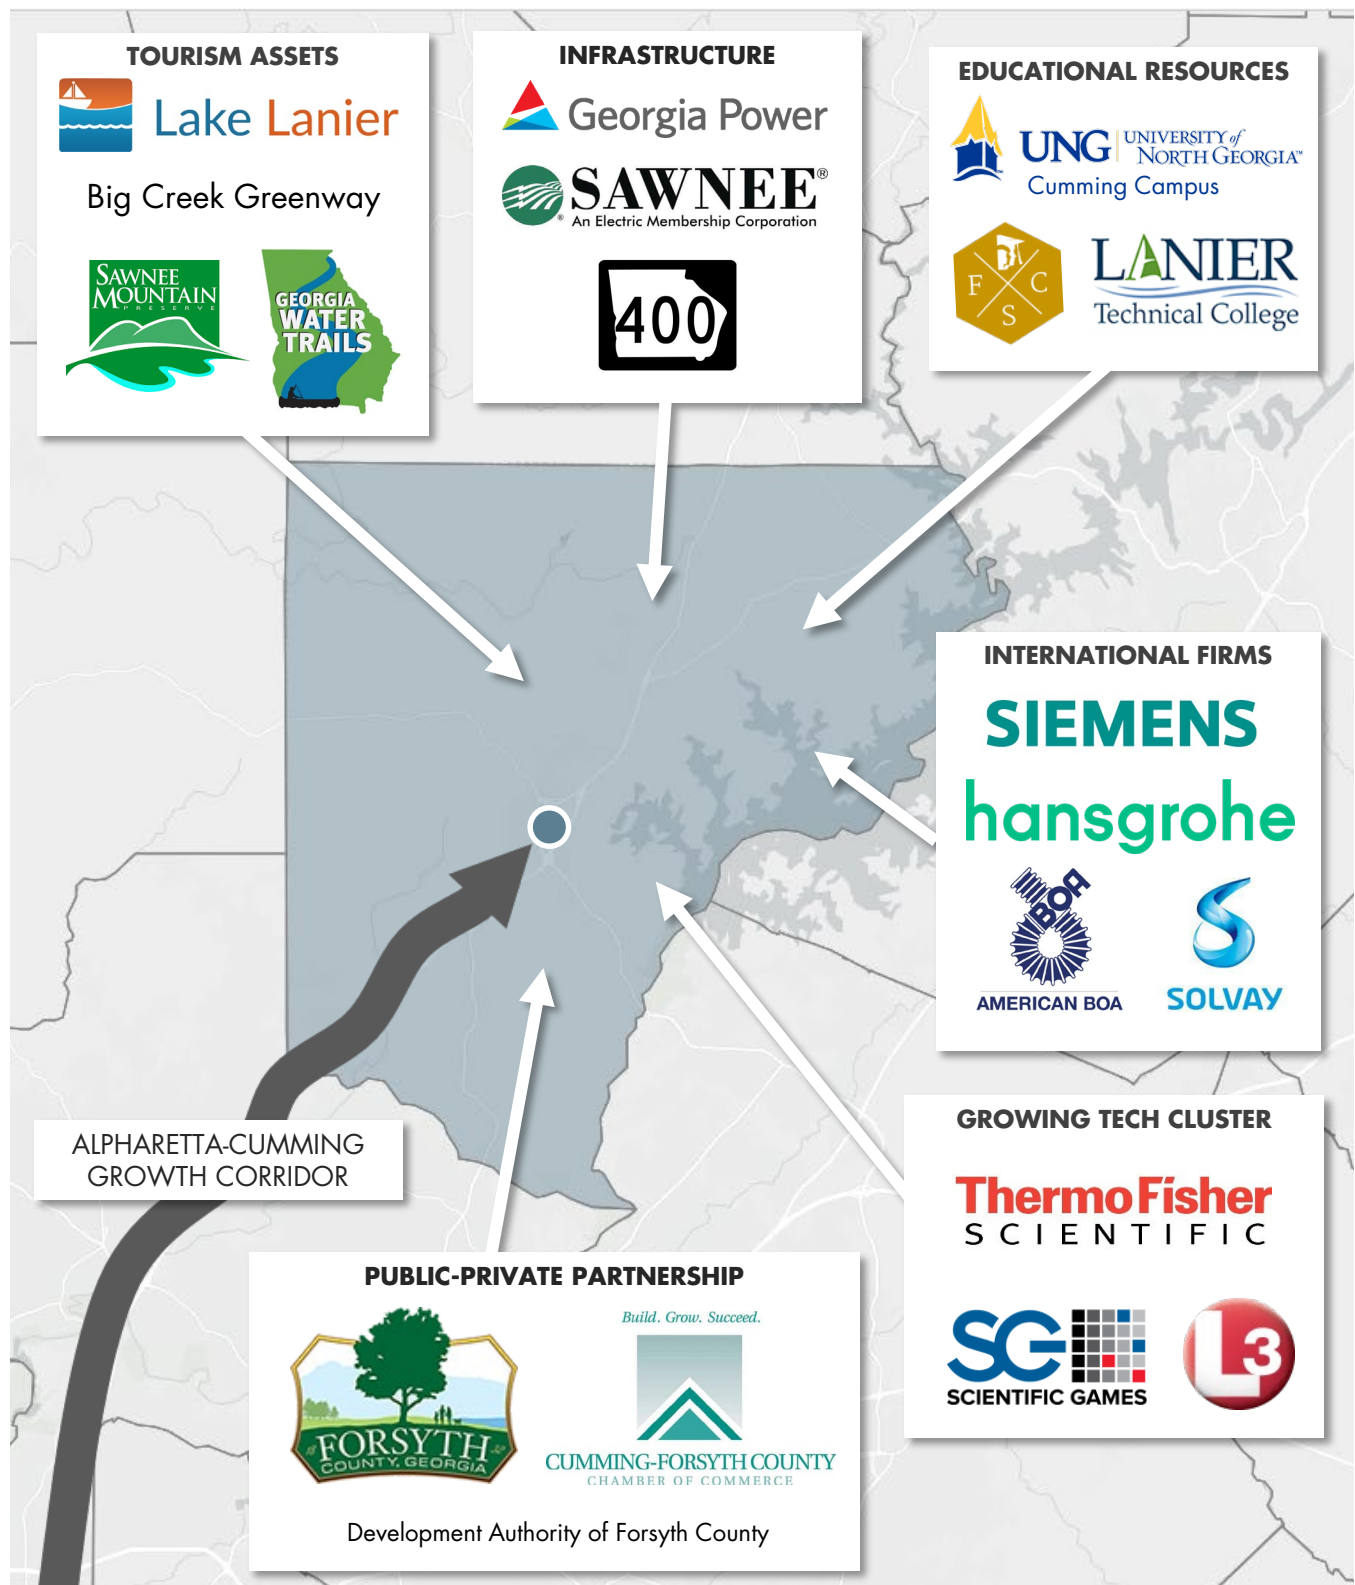 TOURISM ASSETS
Lake Lanier
Big Creek Greenway
SAWNEE
MOUNTAIN
PRESERVE
GEORGIA
WATER
TRAILS
INFRASTRUCTURE
Georgia Power
SAWNEE®
®
An Electric Membership Corporation
400
EDUCATIONAL RESOURCES
UNG UNIVERSITY of
NORTH GEORGIA™
Cumming Campus
F C
S
LANIER
Technical College
INTERNATIONAL FIRMS
SIEMENS
hansgrohe
BOA
AMERICAN BOA
SOLVAY
GROWING TECH CLUSTER
ThermoFisher
SCIENTIFIC
SG
SCIENTIFIC GAMES
L3
ALPHARETTA-CUMMING
GROWTH CORRIDOR
PUBLIC-PRIVATE PARTNERSHIP
18 FORSYTH 32
COUNTY, GEORGIA
Build. Grow. Succeed.
CUMMING-FORSYTH COUNTY
CHAMBER OF COMMERCE
Development Authority of Forsyth County